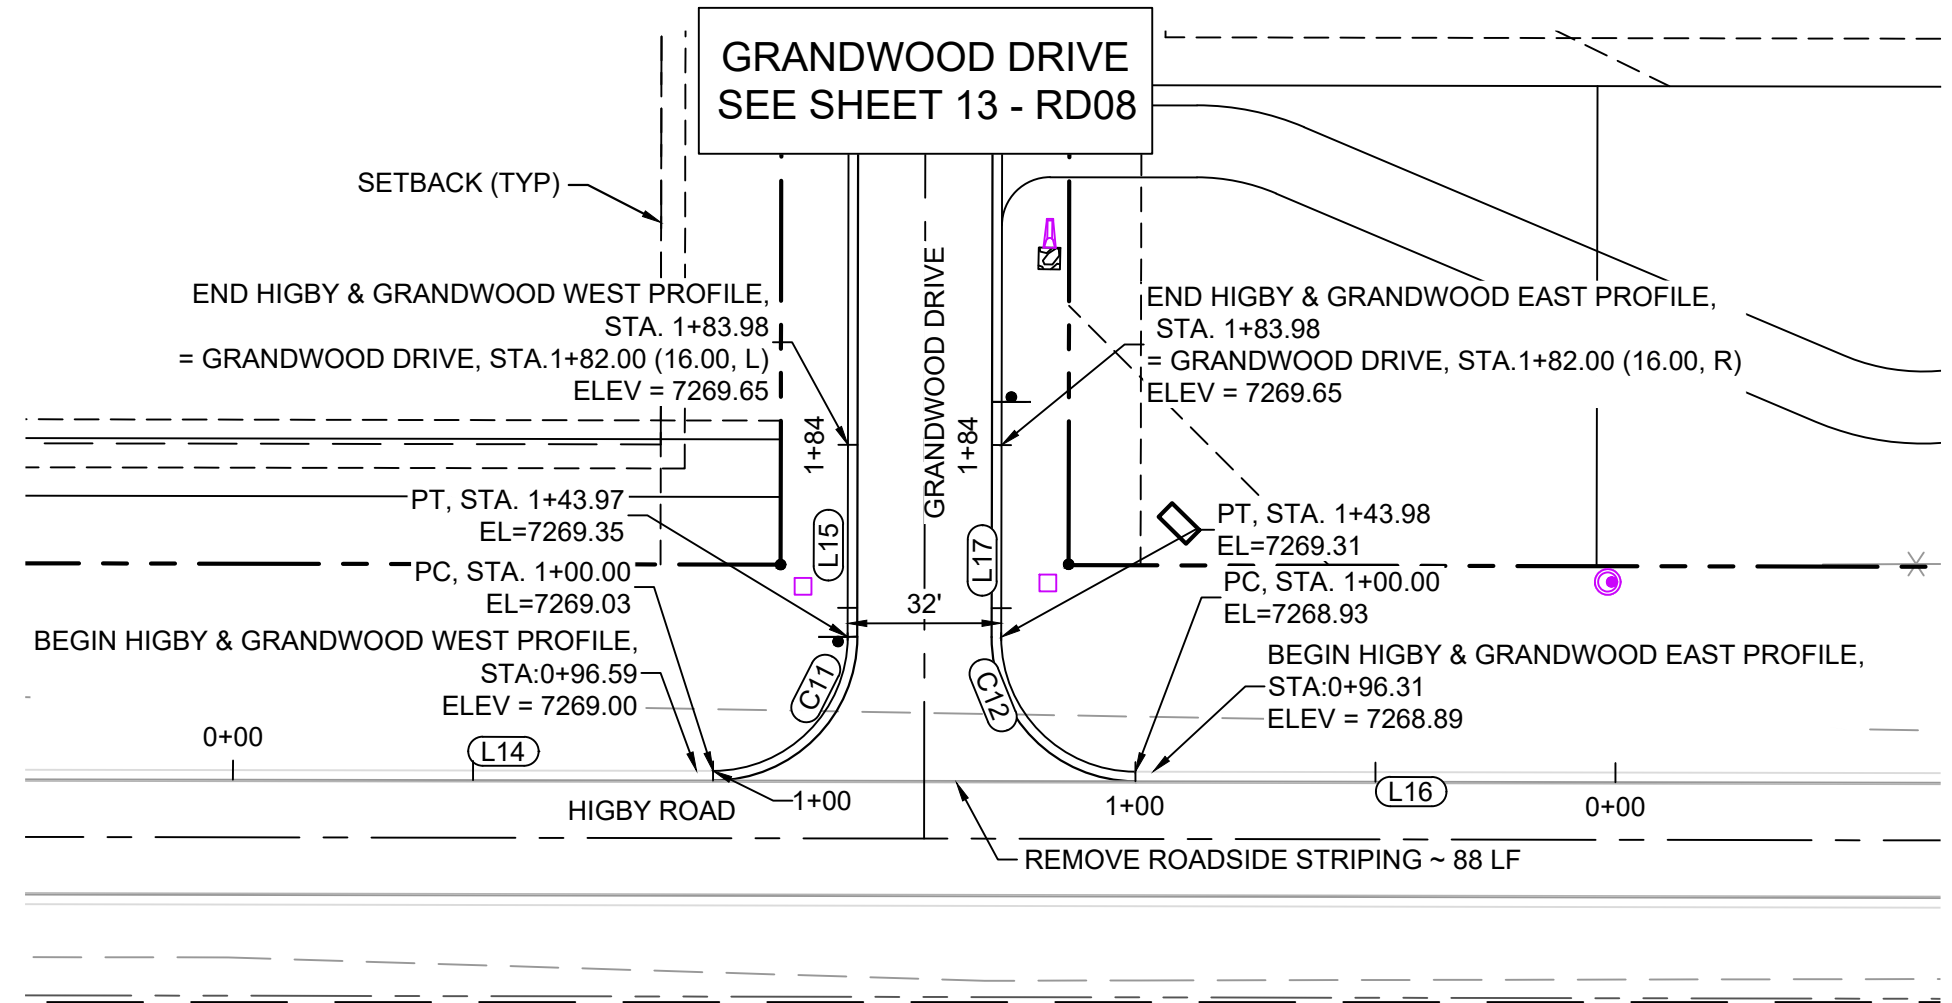 GRANDWOOD DRIVE
SEE SHEET 13 - RD08
SETBACK (TYP)
END HIGBY & GRANDWOOD WEST PROFILE,
STA. 1+83.98
= GRANDWOOD DRIVE, STA.1+82.00 (16.00, L)
ELEV = 7269.65
END HIGBY & GRANDWOOD EAST PROFILE,
STA. 1+83.98
= GRANDWOOD DRIVE, STA.1+82.00 (16.00, R)
ELEV = 7269.65
GRANDWOOD DRIVE
1+84
1+84
PT, STA. 1+43.97
EL=7269.35
L15
L17
PT, STA. 1+43.98
EL=7269.31
PC, STA. 1+00.00
EL=7269.03
32'
PC, STA. 1+00.00
EL=7268.93
BEGIN HIGBY & GRANDWOOD WEST PROFILE,
STA:0+96.59
ELEV = 7269.00
C11
C12
BEGIN HIGBY & GRANDWOOD EAST PROFILE,
STA:0+96.31
ELEV = 7268.89
0+00
L14
1+00
HIGBY ROAD
1+00
L16
0+00
REMOVE ROADSIDE STRIPING ~ 88 LF